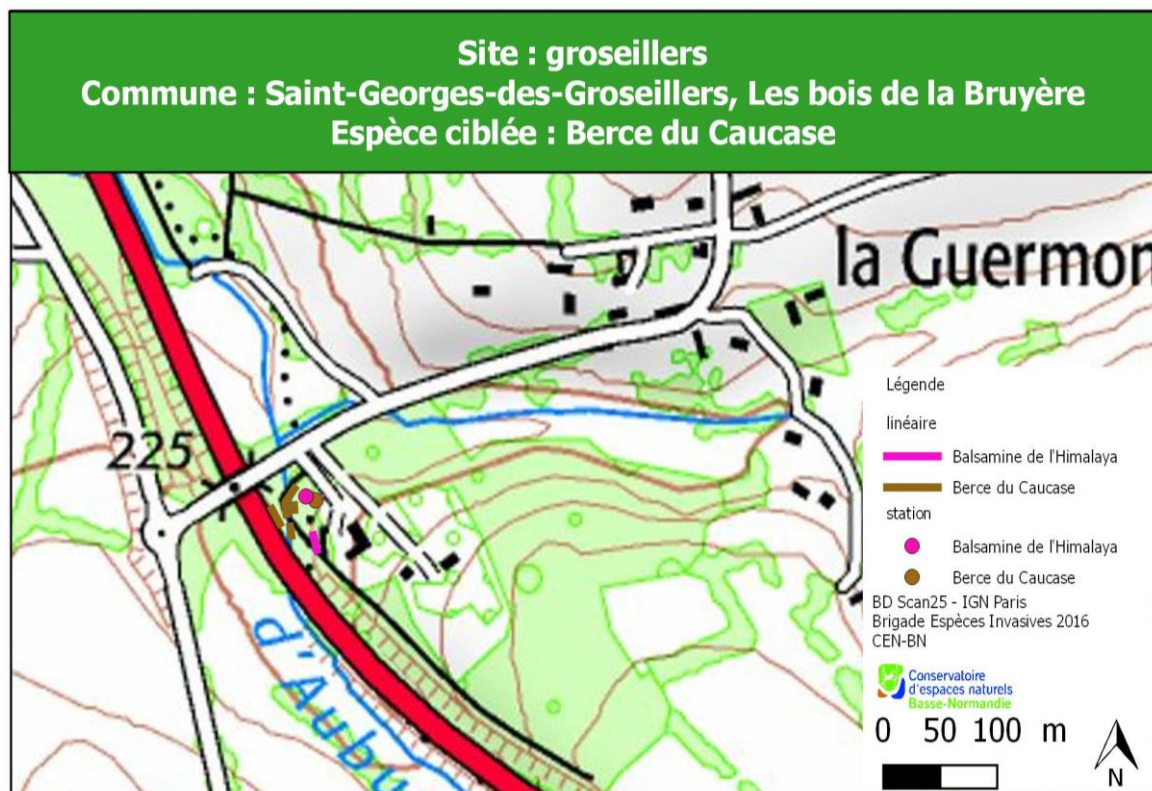 Site : groseillers
Commune : Saint-Georges-des-Groseillers, Les bois de la Bruyère
Espèce ciblée : Berce du Caucase
la Guermon
225
d'Aubu
Légende
linéaire
Balsamine de l'Himalaya
Berce du Caucase
station
Balsamine de l'Himalaya
Berce du Caucase
BD Scan25 - IGN Paris
Brigade Espèces Invasives 2016
CEN-BN
Conservatoire
d'espaces naturels
Basse-Normandie
0 50 100 m
N